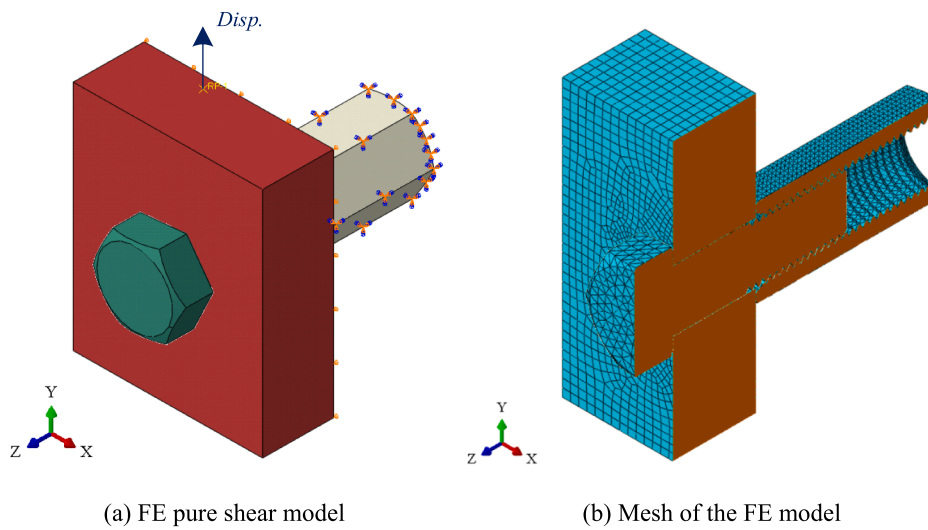 Disp.
RP-1
Y
Z
X
Y
Z
X
(a) FE pure shear model
(b) Mesh of the FE model